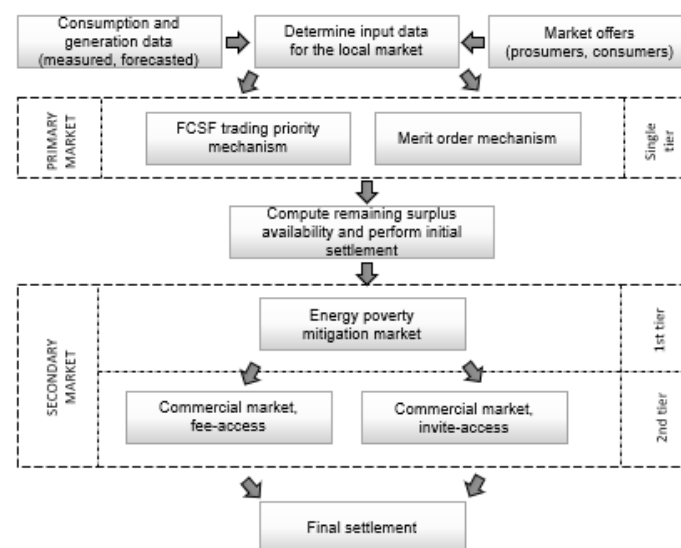 Consumption and
generation data
(measured, forecasted)
Determine input data
for the local market
Market offers
(prosumers, consumers)
PRIMARY
MARKET
FCSF trading priority
mechanism
Merit order mechanism
Single
tier
Compute remaining surplus
availability and perform initial
settlement
SECONDARY
MARKET
Energy poverty
mitigation market
1st tier
Commercial market,
fee-access
Commercial market,
invite-access
2nd tier
Final settlement